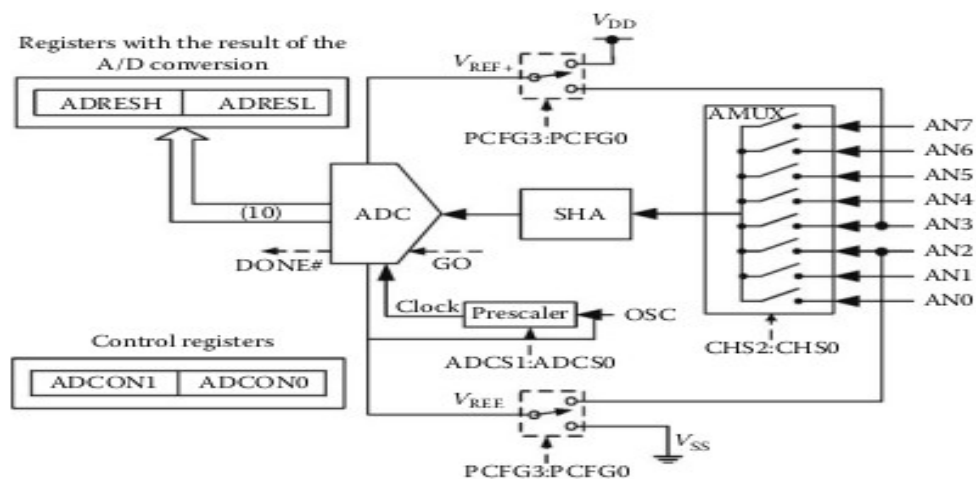 Registers with the result of the
A/D conversion
ADRESH ADRESL
VDD
VREF+
PCFG3:PCFG0
AMUX
AN7
AN6
AN5
AN4
AN3
AN2
AN1
AN0
(10)
ADC
SHA
DONE#
GO
Clock
Prescaler
OSC
ADCS1:ADCS0
CHS2:CHS0
Control registers
ADCON1 ADCON0
VREF
VSS
PCFG3:PCFG0